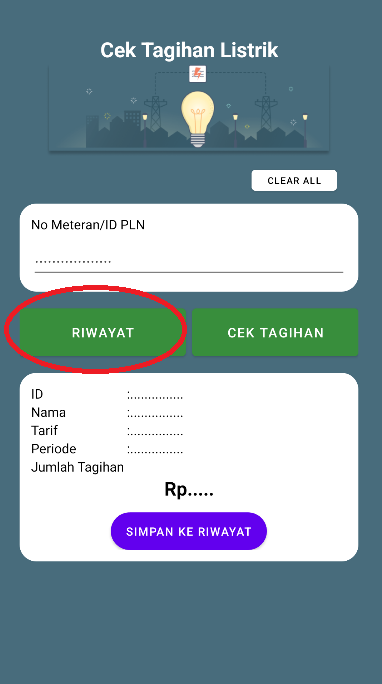 Cek Tagihan Listrik
CLEAR ALL
No Meteran/ID PLN
..................
RIWAYAT
CEK TAGIHAN
ID :...............
Nama :...............
Tarif :...............
Periode :...............
Jumlah Tagihan
Rp.....
SIMPAN KE RIWAYAT